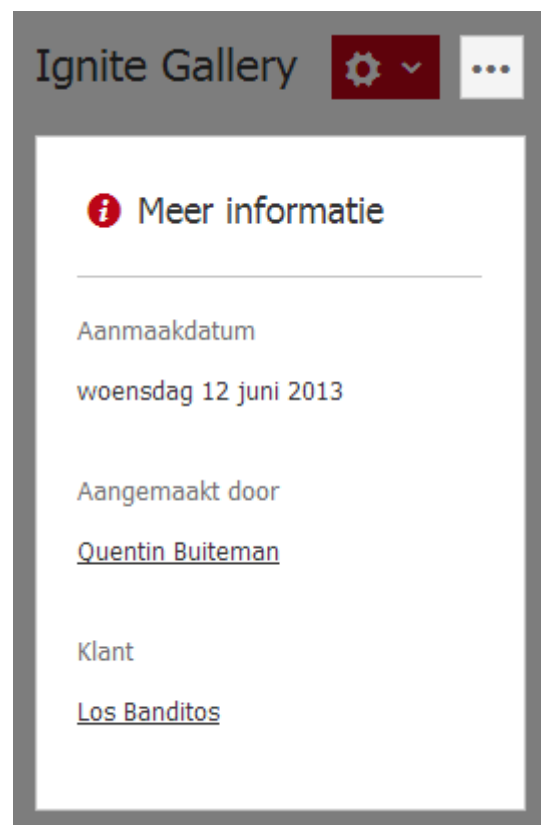 Ignite Gallery
Meer informatie
Aanmaakdatum
woensdag 12 juni 2013
Aangemaakt door
Quentin Buiteman
Klant
Los Banditos